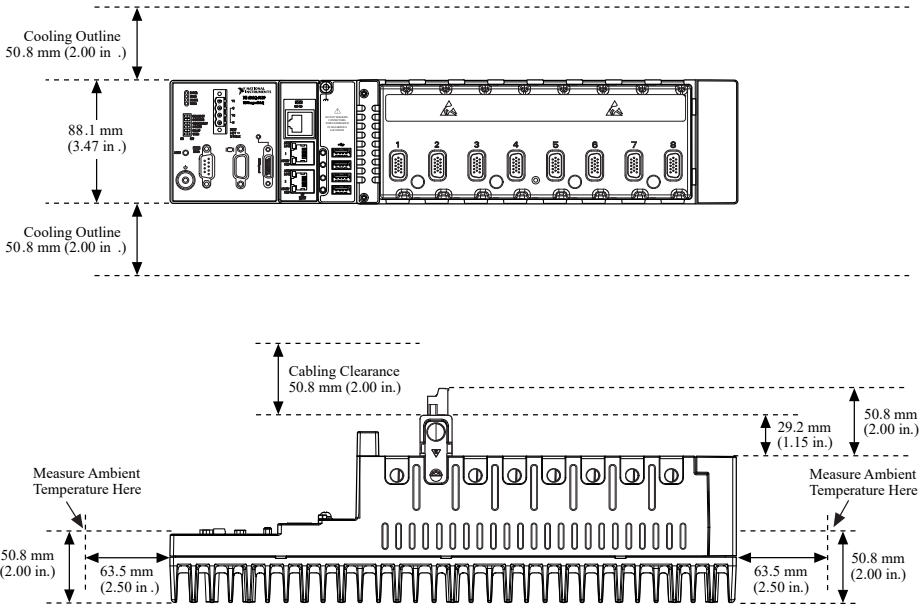 Cooling Outline
50.8 mm (2.00 in .)
88.1 mm
(3.47 in .)
Cooling Outline
50.8 mm (2.00 in .)
NATIONAL
INSTRUMENTS
1 2 3 4 5 6 7 8
Cabling Clearance
50.8 mm (2.00 in.)
50.8 mm
(2.00 in.)
29.2 mm
(1.15 in.)
Measure Ambient
Temperature Here
Measure Ambient
Temperature Here
50.8 mm
(2.00 in.)
63.5 mm
(2.50 in .)
63.5 mm
(2.50 in.)
50.8 mm
(2.00 in.)